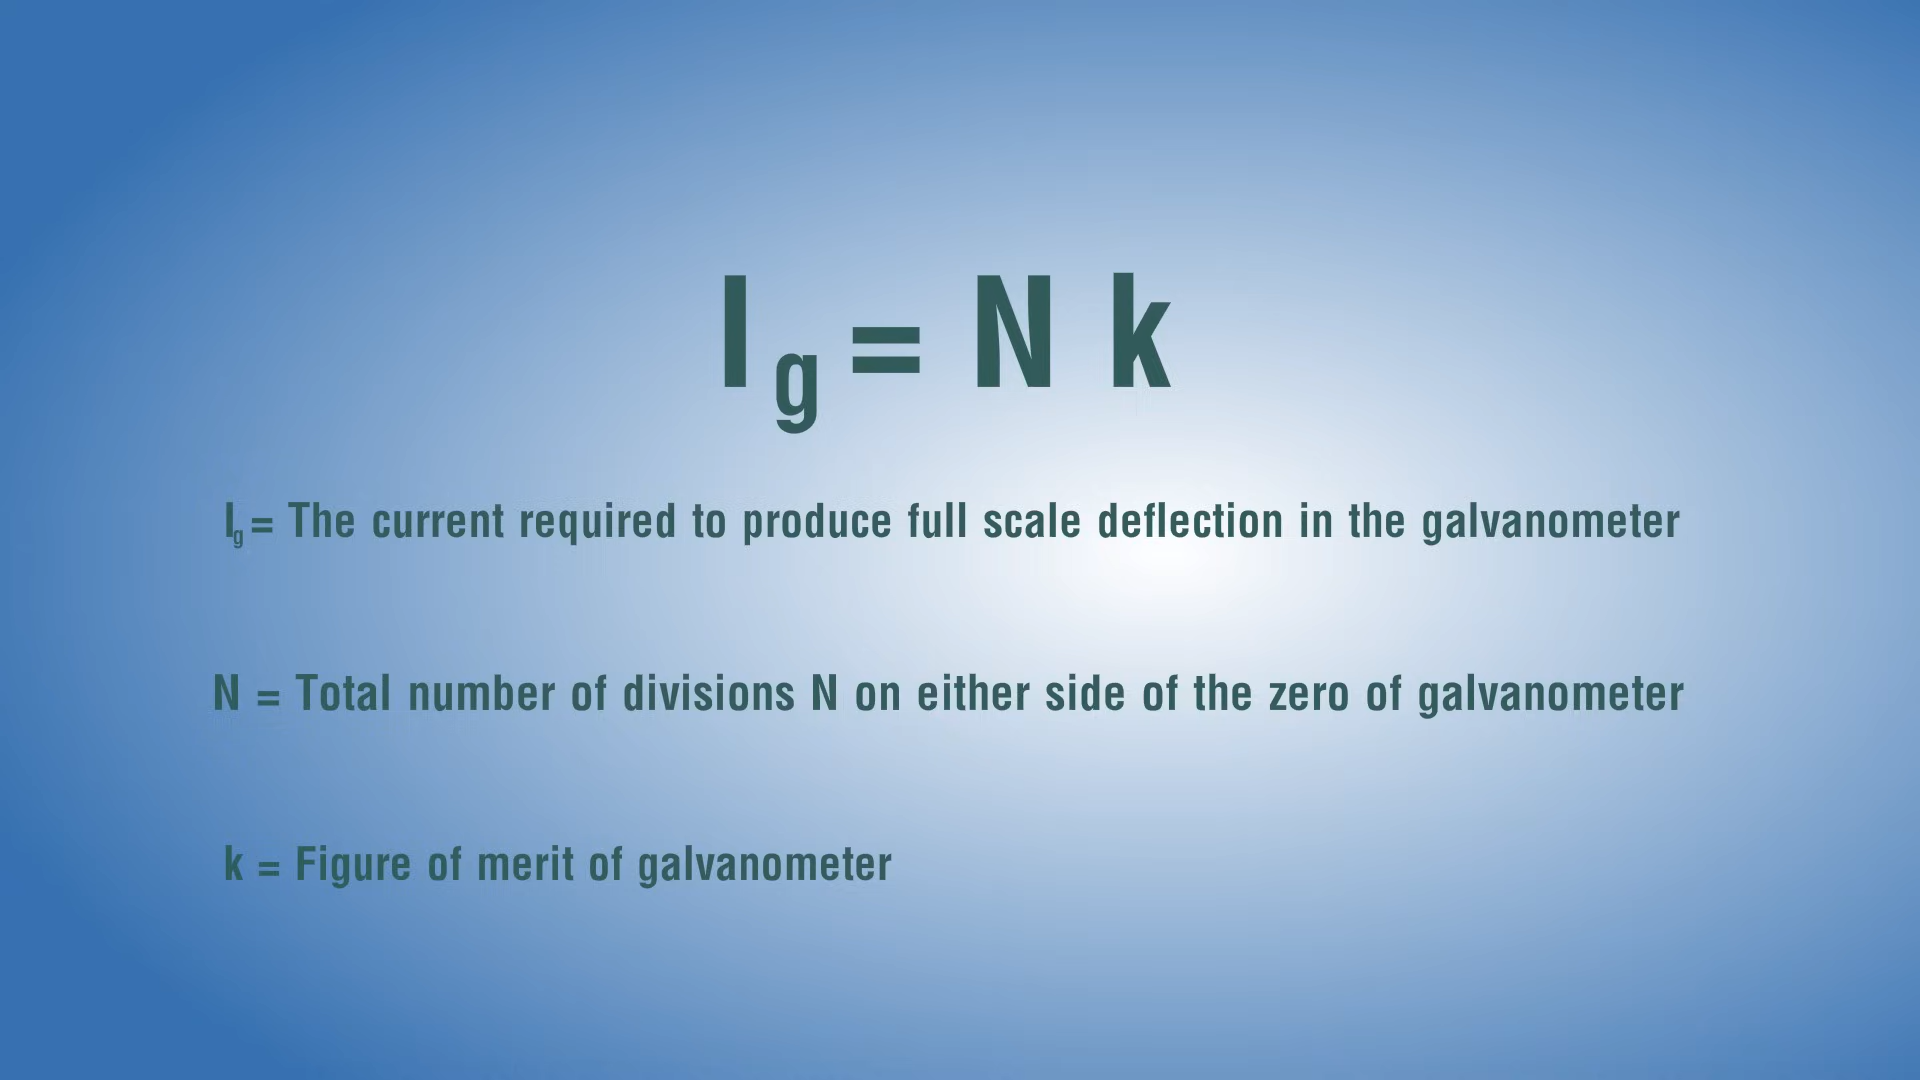 I g = N k
Ig = The current required to produce full scale deflection in the galvanometer
N = Total number of divisions N on either side of the zero of galvanometer
k = Figure of merit of galvanometer